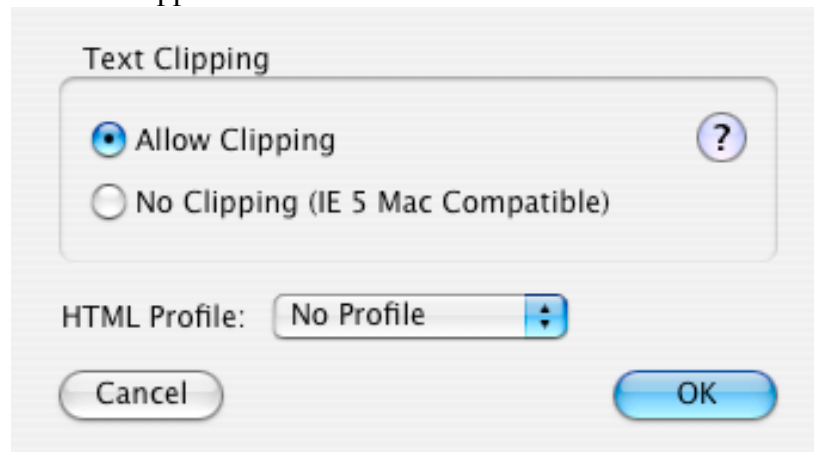 Text Clipping
Allow Clipping
?
No Clipping (IE 5 Mac Compatible)
HTML Profile: No Profile
Cancel OK